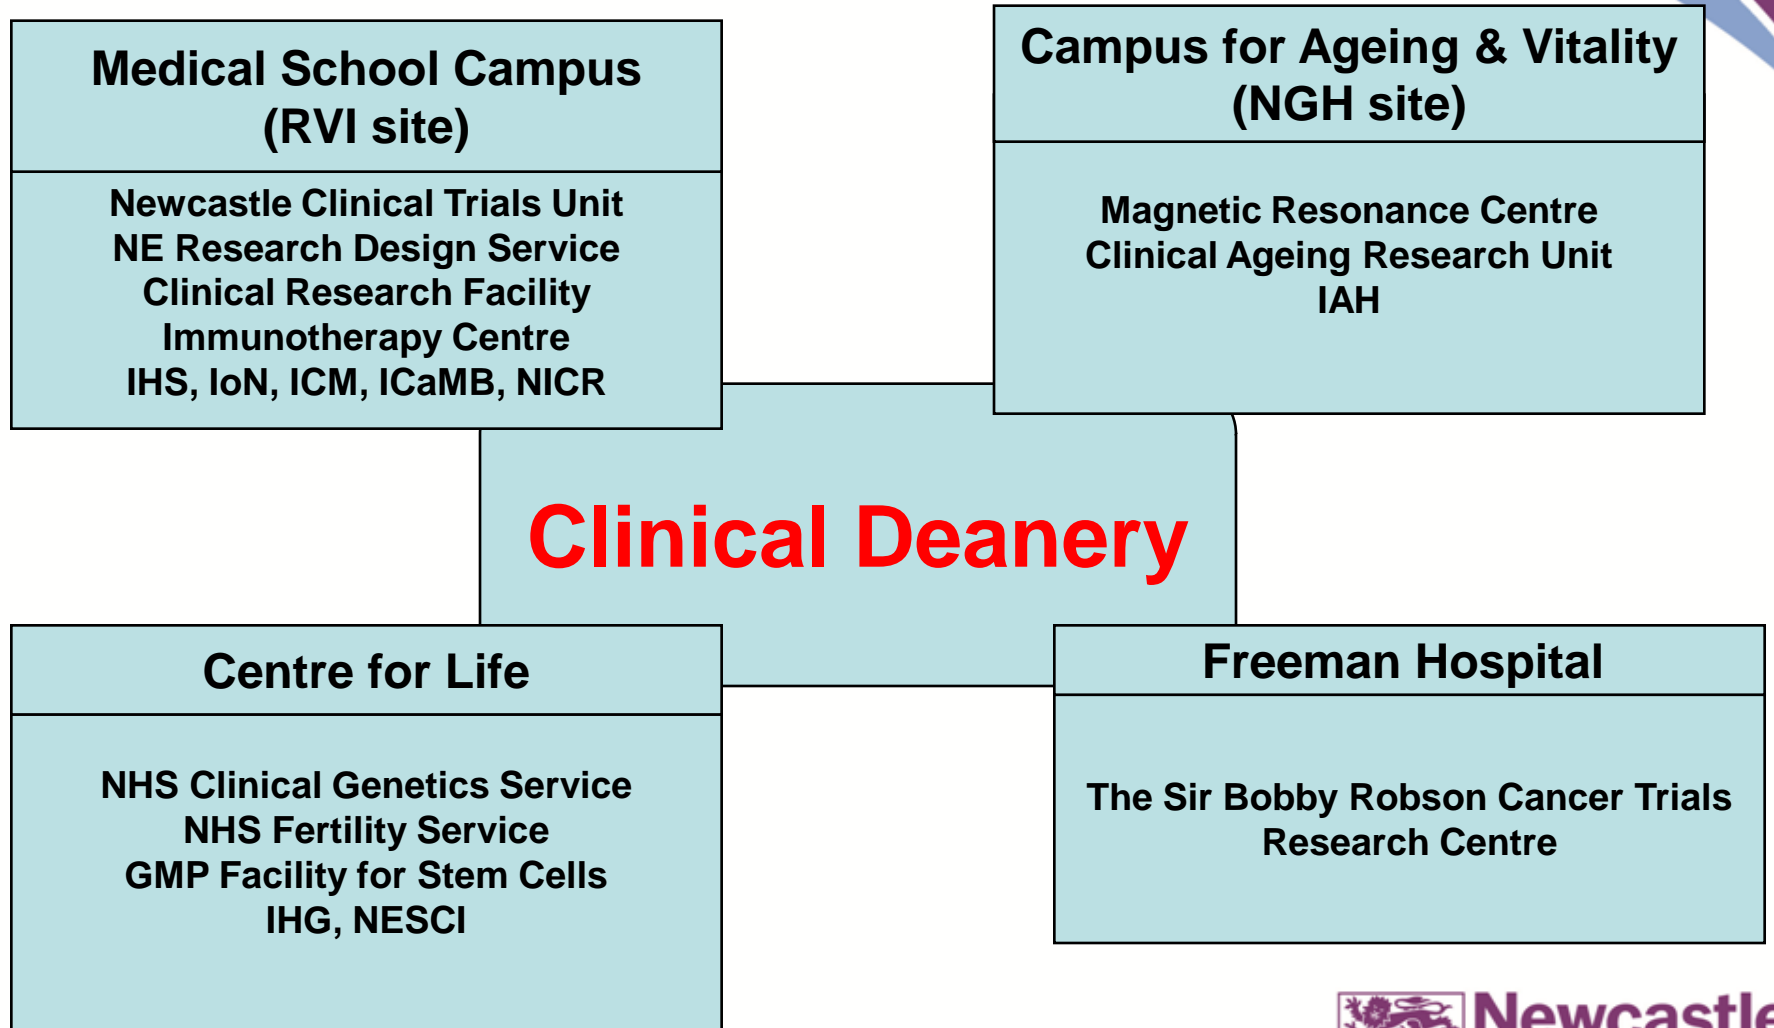 Medical School Campus
(RVI site)
Newcastle Clinical Trials Unit
NE Research Design Service
Clinical Research Facility
Immunotherapy Centre
IHS, IoN, ICM, ICaMB, NICR
Campus for Ageing & Vitality
(NGH site)
Magnetic Resonance Centre
Clinical Ageing Research Unit
IAH
Clinical Deanery
Centre for Life
NHS Clinical Genetics Service
NHS Fertility Service
GMP Facility for Stem Cells
IHG, NESCI
Freeman Hospital
The Sir Bobby Robson Cancer Trials
Research Centre
Newcastle